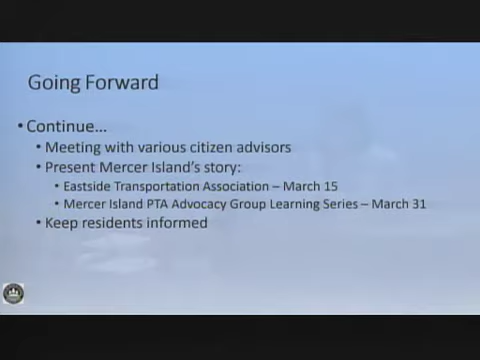 Going Forward
• Continue…
• Meeting with various citizen advisors
• Present Mercer Island's story:
• Eastside Transportation Association – March 15
• Mercer Island PTA Advocacy Group Learning Series – March 31
• Keep residents informed